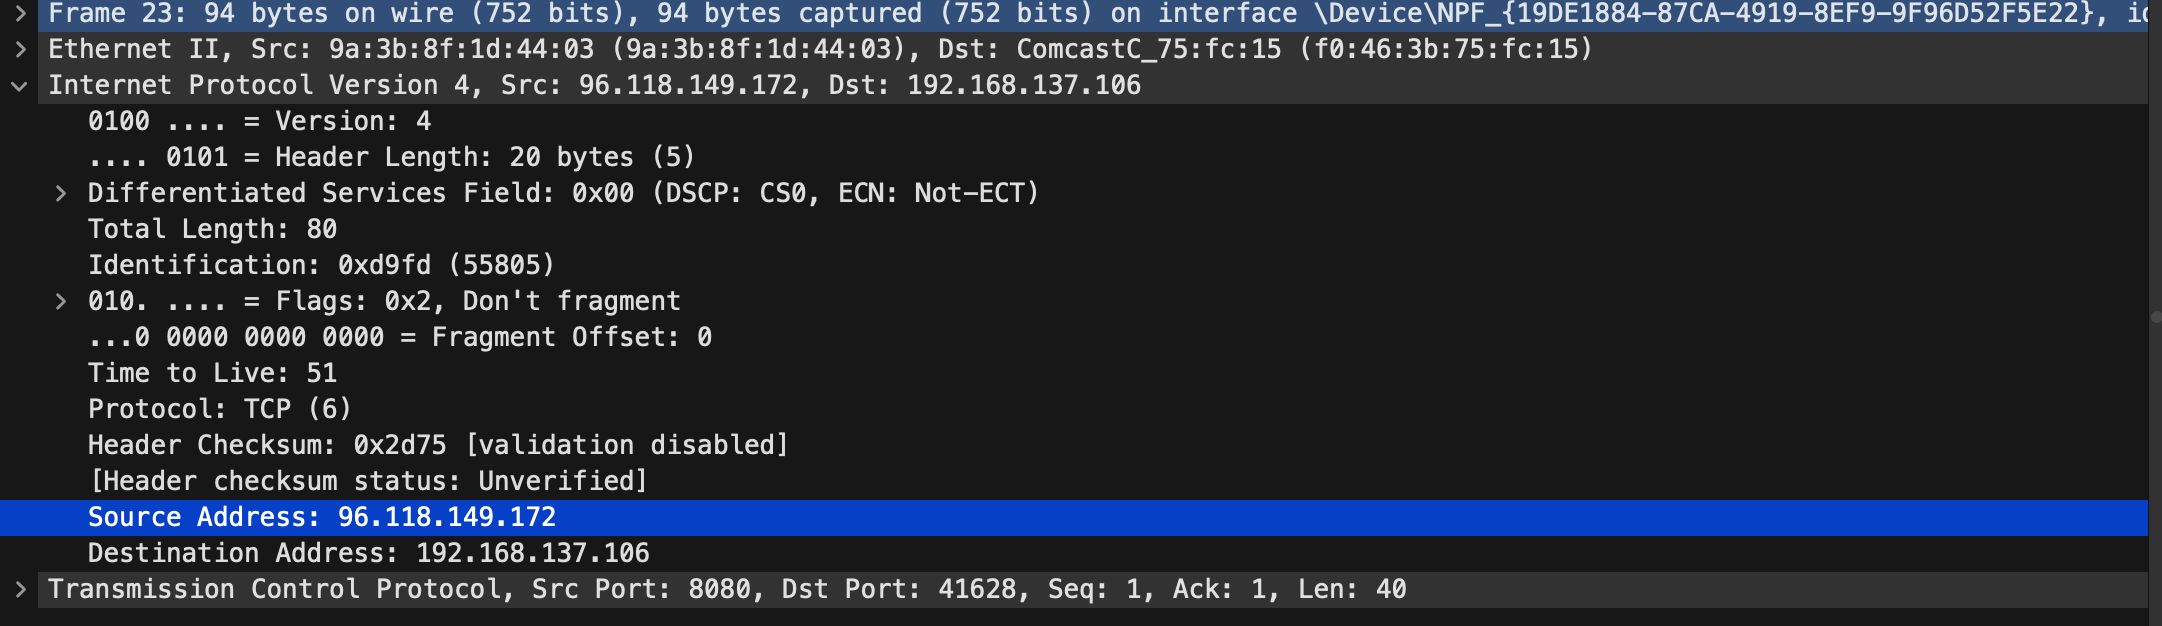 Frame 23: 94 bytes on wire (752 bits), 94 bytes captured (752 bits) on interface \Device\NPF_{19DE1884-87CA-4919-8EF9-9F96D52F5E22},
Ethernet II, Src: 9a:3b:8f:1d:44:03 (9a:3b:8f:1d:44:03), Dst: ComcastC_75:fc:15 (f0:46:3b:75:fc:15)
Internet Protocol Version 4, Src: 96.118.149.172, Dst: 192.168.137.106
0100 .... = Version: 4
.... 0101 = Header Length: 20 bytes (5)
Differentiated Services Field: 0x00 (DSCP: CS0, ECN: Not-ECT)
Total Length: 80
Identification: 0xd9fd (55805)
010. .... = Flags: 0x2, Don't fragment
...0 0000 0000 0000 = Fragment Offset: 0
Time to Live: 51
Protocol: TCP (6)
Header Checksum: 0x2d75 [validation disabled]
[Header checksum status: Unverified]
Source Address: 96.118.149.172
Destination Address: 192.168.137.106
Transmission Control Protocol, Src Port: 8080, Dst Port: 41628, Seq: 1, Ack: 1, Len: 40